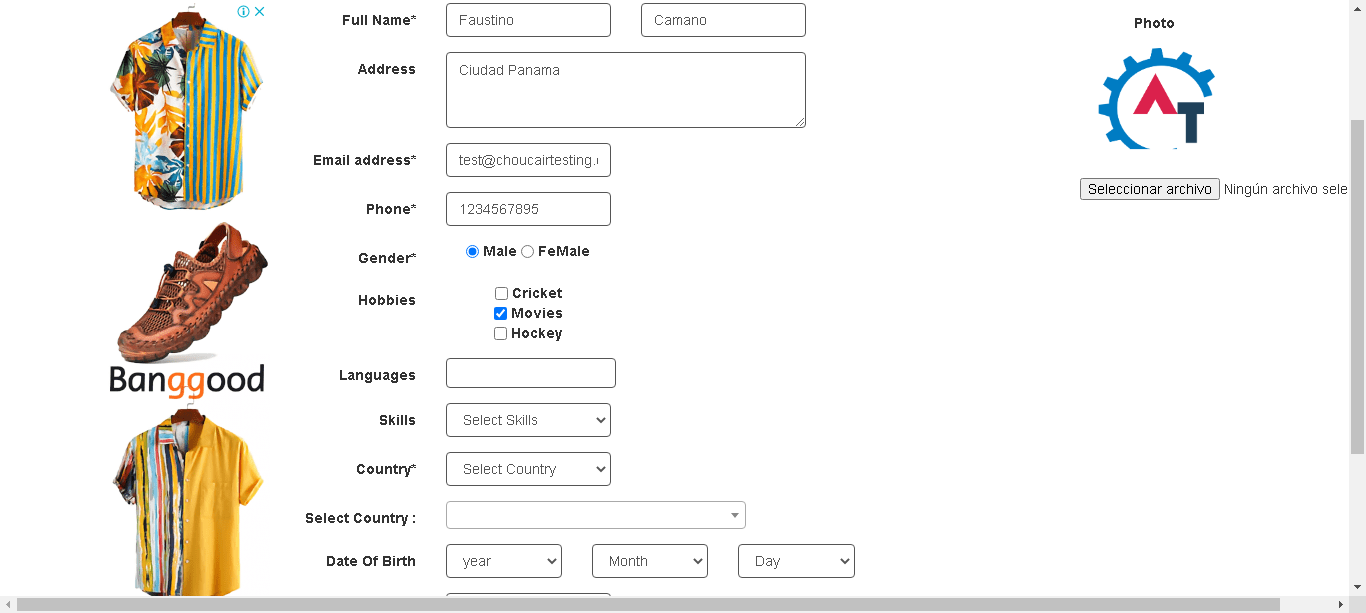 Full Name*
Faustino
Camano
Photo
Address
Ciudad Panama
AT
Email address*
test@choucairtesting.
Seleccionar archivo
Ningún archivo sele
Phone*
1234567895
Gender*
Male
FeMale
Hobbies
Cricket
Movies
Hockey
Banggood
Languages
Skills
Select Skills
Country*
Select Country
Select Country :
Date Of Birth
year
Month
Day